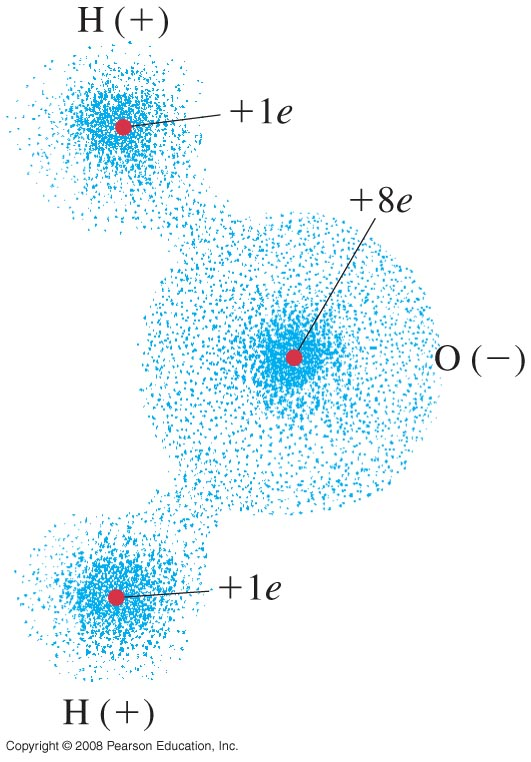 H (+)
+1e
+8e
O (−)
+1e
H (+)
Copyright © 2008 Pearson Education, Inc.